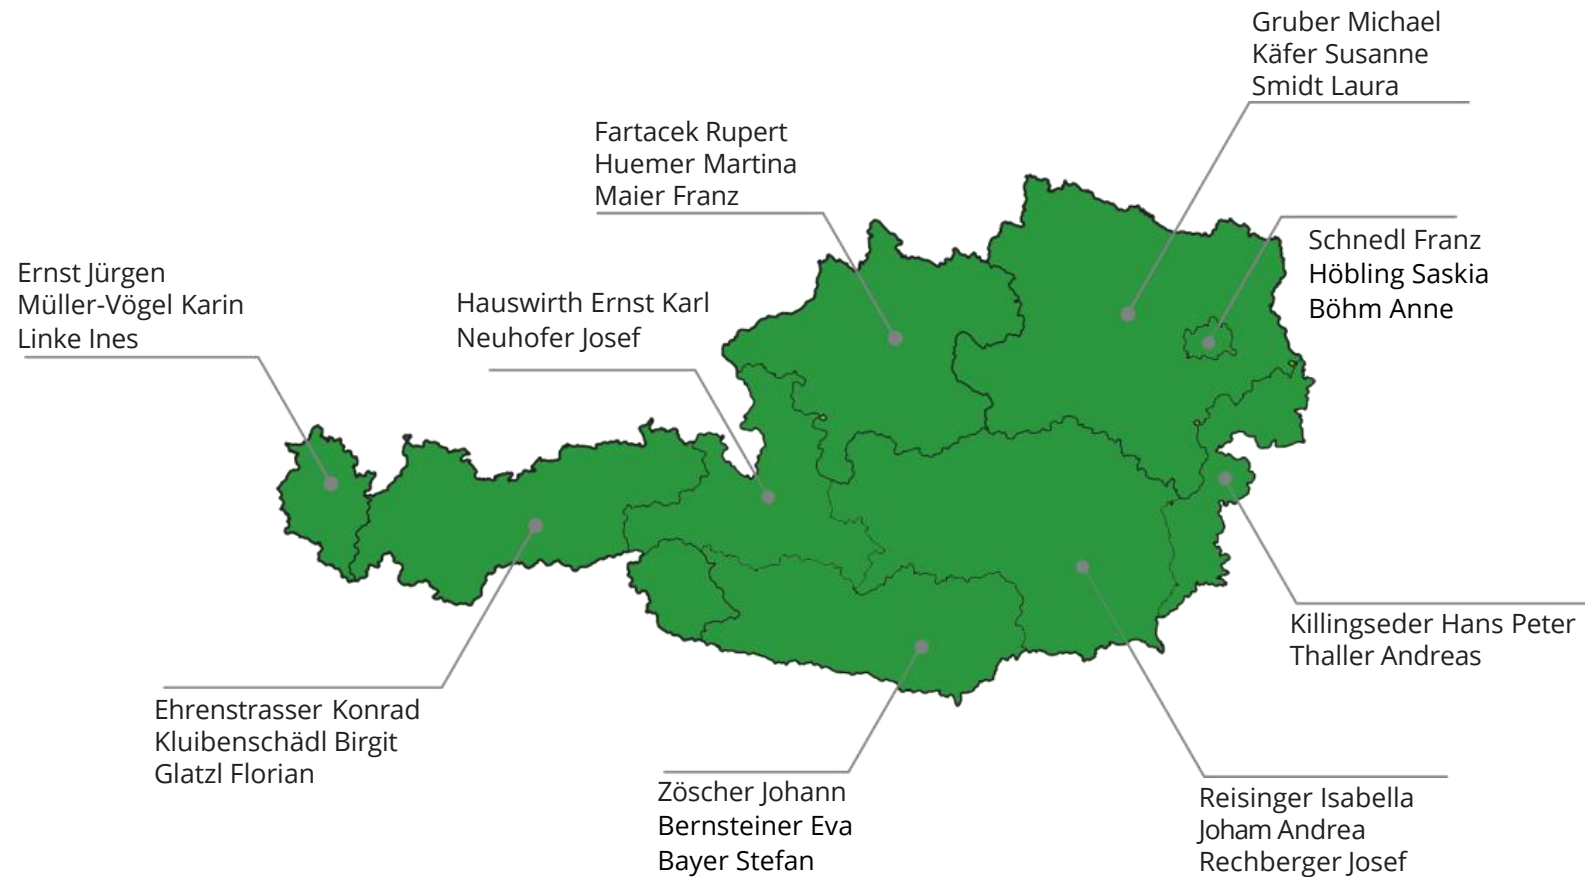 Gruber Michael
Käfer Susanne
Smidt Laura
Fartacek Rupert
Huemer Martina
Maier Franz
Schnedl Franz
Höbling Saskia
Böhm Anne
Ernst Jürgen
Müller-Vögel Karin
Linke Ines
Hauswirth Ernst Karl
Neuhofer Josef
Killingseder Hans Peter
Thaller Andreas
Ehrenstrasser Konrad
Kluibenschädl Birgit
Glatzl Florian
Zöscher Johann
Bernsteiner Eva
Bayer Stefan
Reisinger Isabella
Joham Andrea
Rechberger Josef